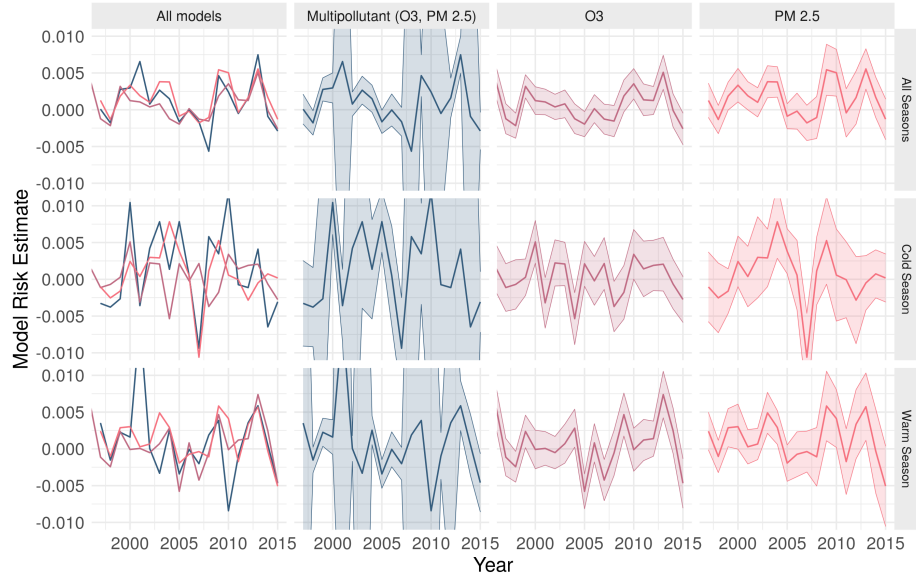 All models Multipollutant (O3, PM 2.5) O3 PM 2.5
0.010
0.005
0.000
-0.005
-0.010
All Seasons
0.010
0.005
0.000
-0.005
-0.010
Cold Season
0.010
0.005
0.000
-0.005
-0.010
Warm Season
Model Risk Estimate
2000 2005 2010 2015 2000 2005 2010 2015 2000 2005 2010 2015 2000 2005 2010 2015
Year